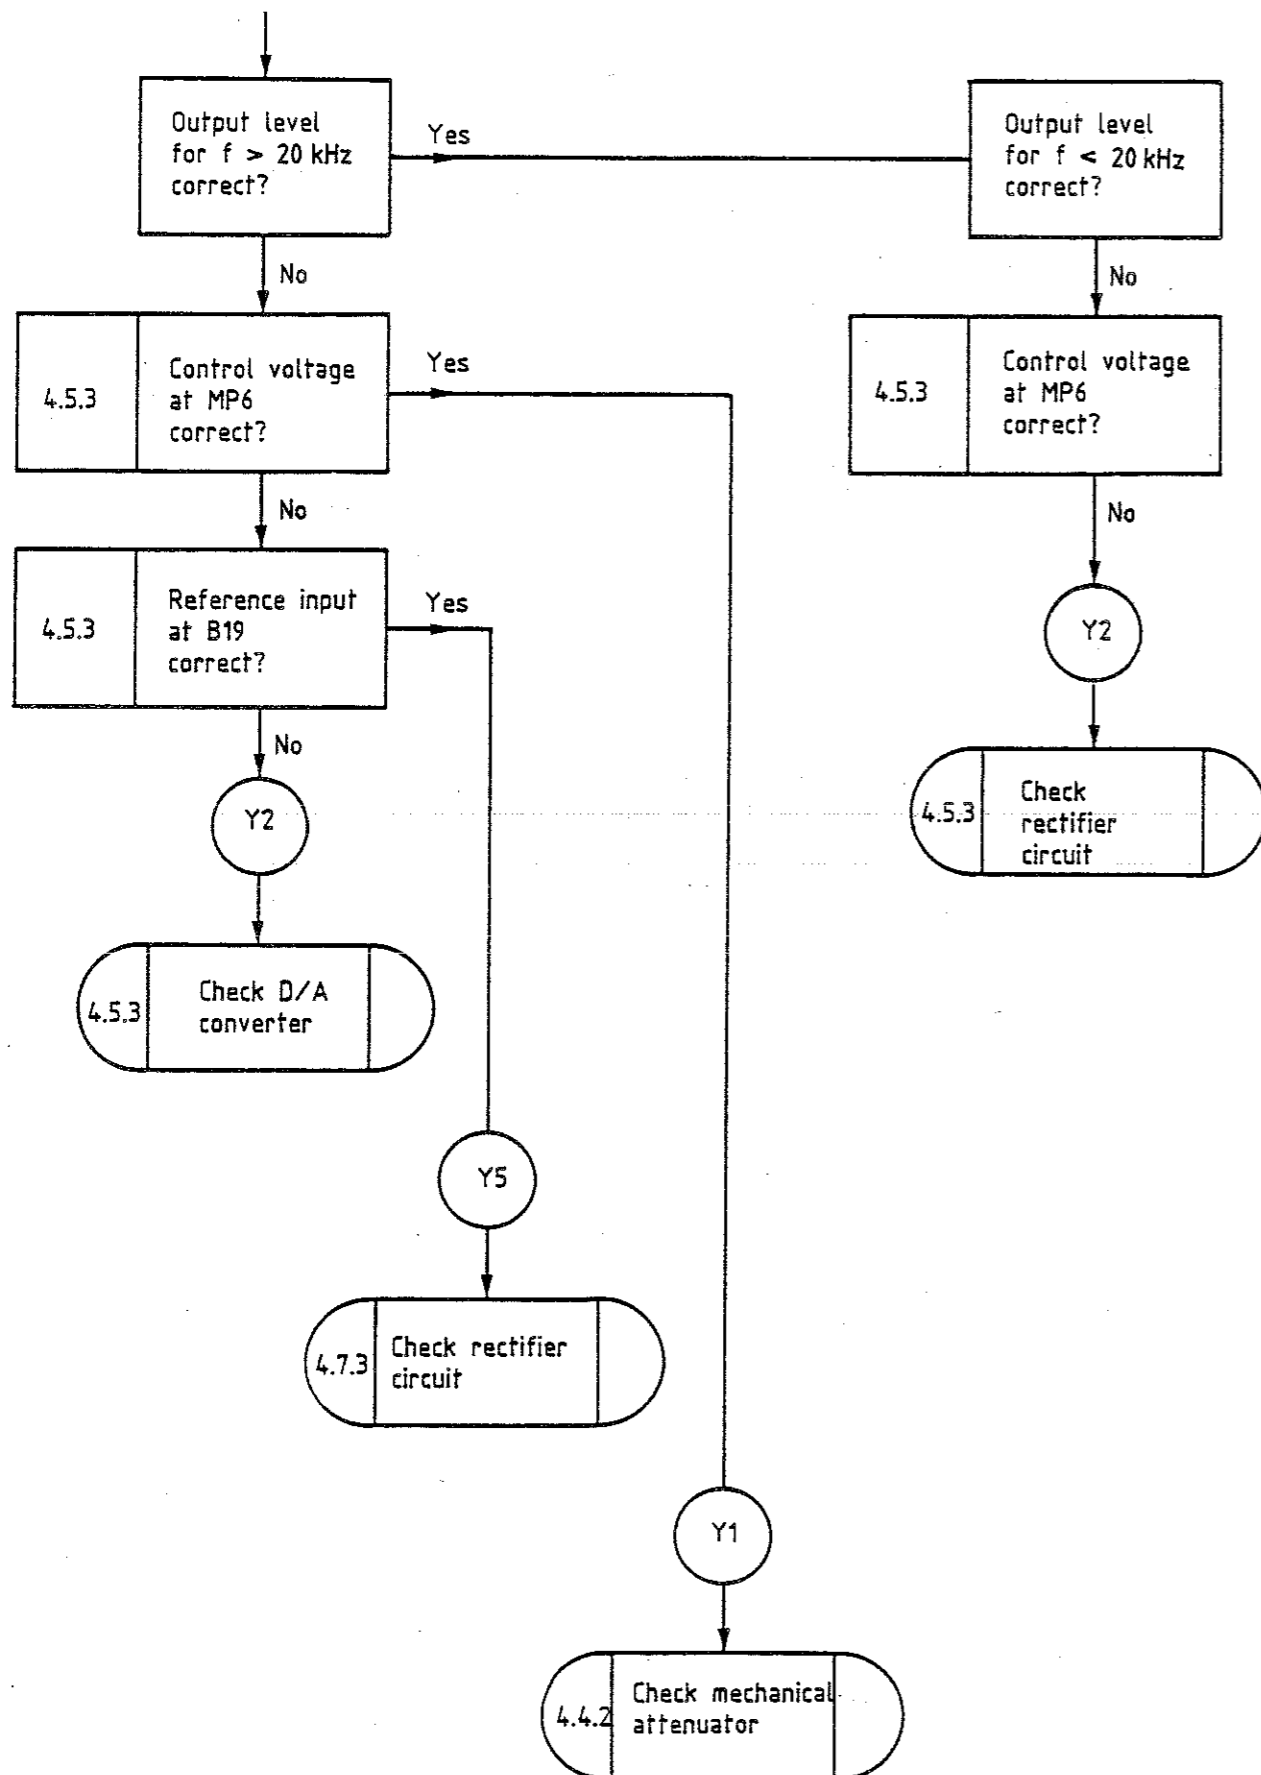 Output level
for f > 20 kHz
correct?
Yes
Output level
for f < 20 kHz
correct?
No
No
4.5.3
Control voltage
at MP6
correct?
Yes
4.5.3
Control voltage
at MP6
correct?
No
No
4.5.3
Reference input
at B19
correct?
Yes
Y2
No
Y2
4.5.3
Check
rectifier
circuit
4.5.3
Check D/A
converter
Y5
4.7.3
Check rectifier
circuit
Y1
4.4.2
Check mechanical
attenuator